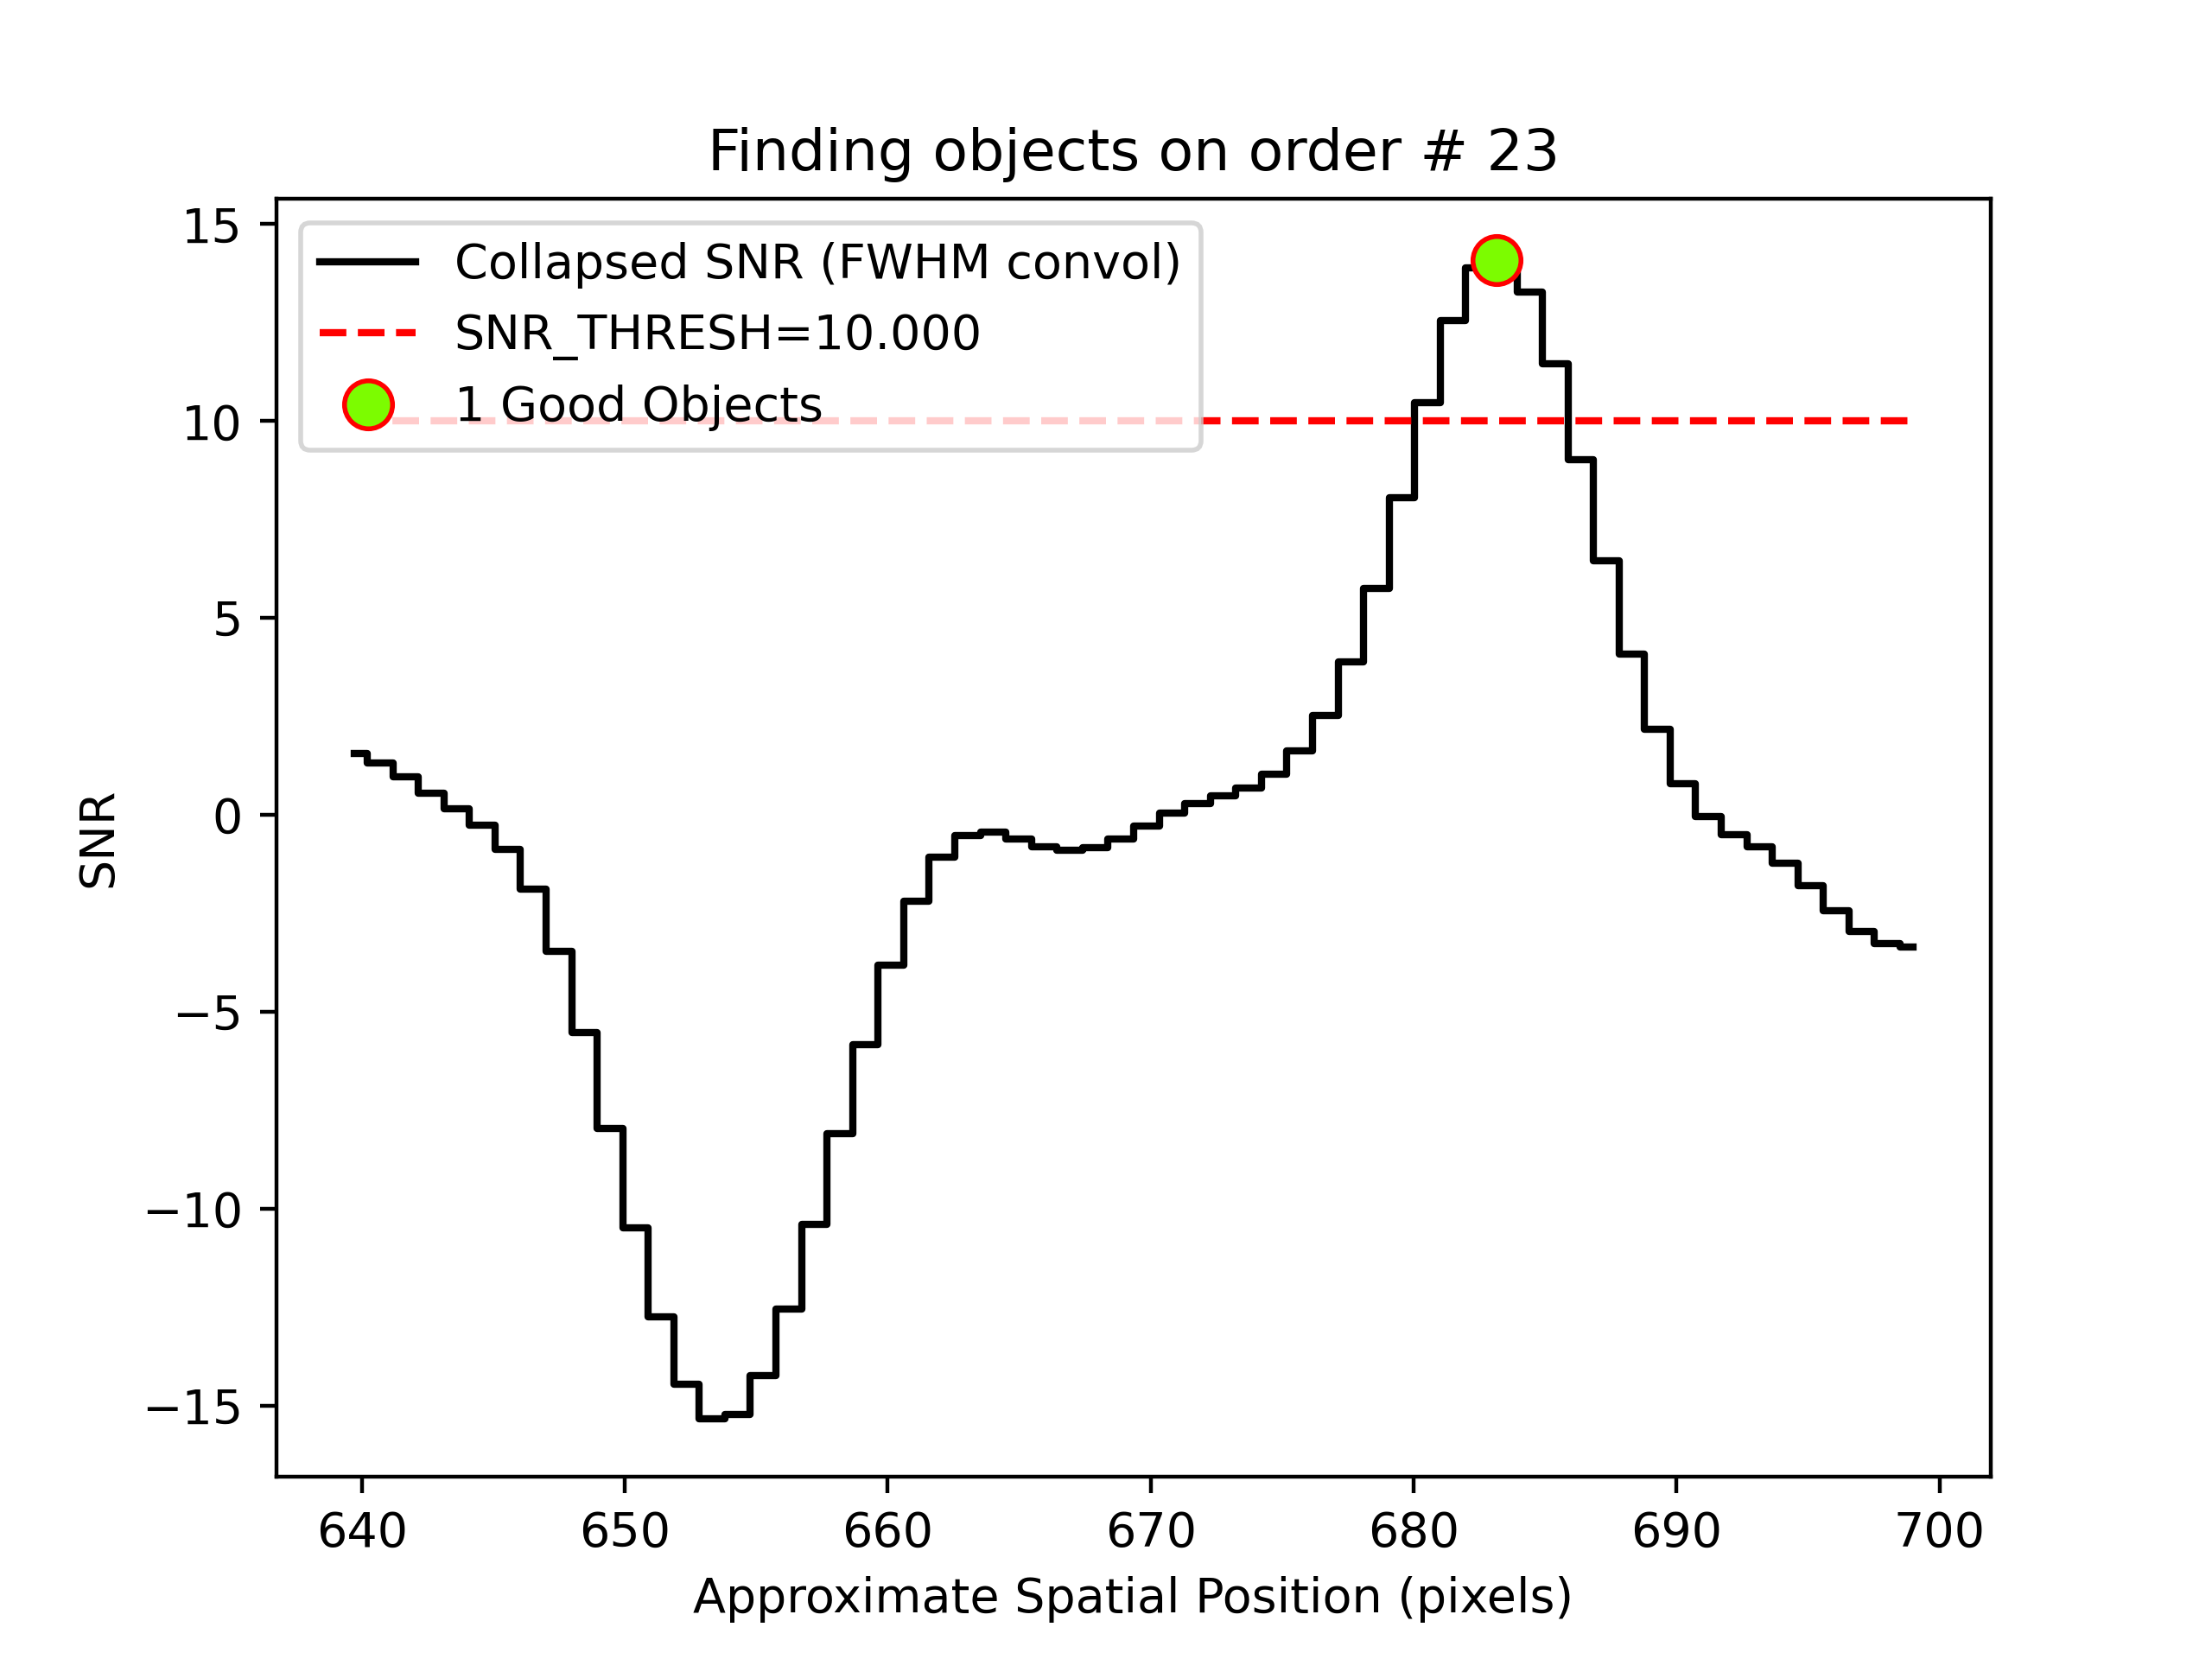 Finding objects on order # 23
15
10
5
0
−5
−10
−15
SNR
Collapsed SNR (FWHM convol)
SNR_THRESH=10.000
1 Good Objects
640 650 660 670 680 690 700
Approximate Spatial Position (pixels)